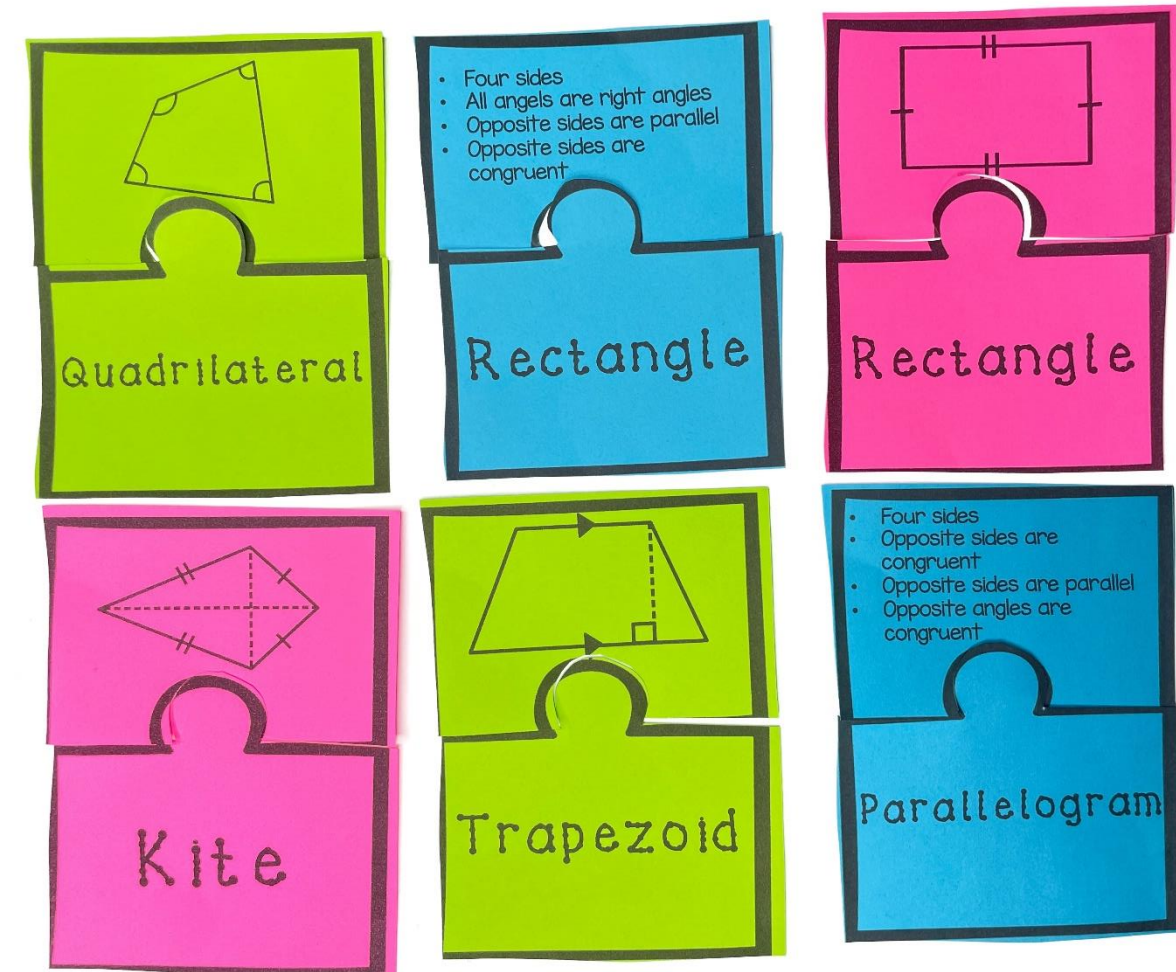 Quadrilateral
• Four sides
• All angels are right angles
• Opposite sides are parallel
• Opposite sides are
congruent
Rectangle
Rectangle
Kite
Trapezoid
• Four sides
• Opposite sides are
congruent
• Opposite sides are parallel
• Opposite angles are
congruent
Parallelogram